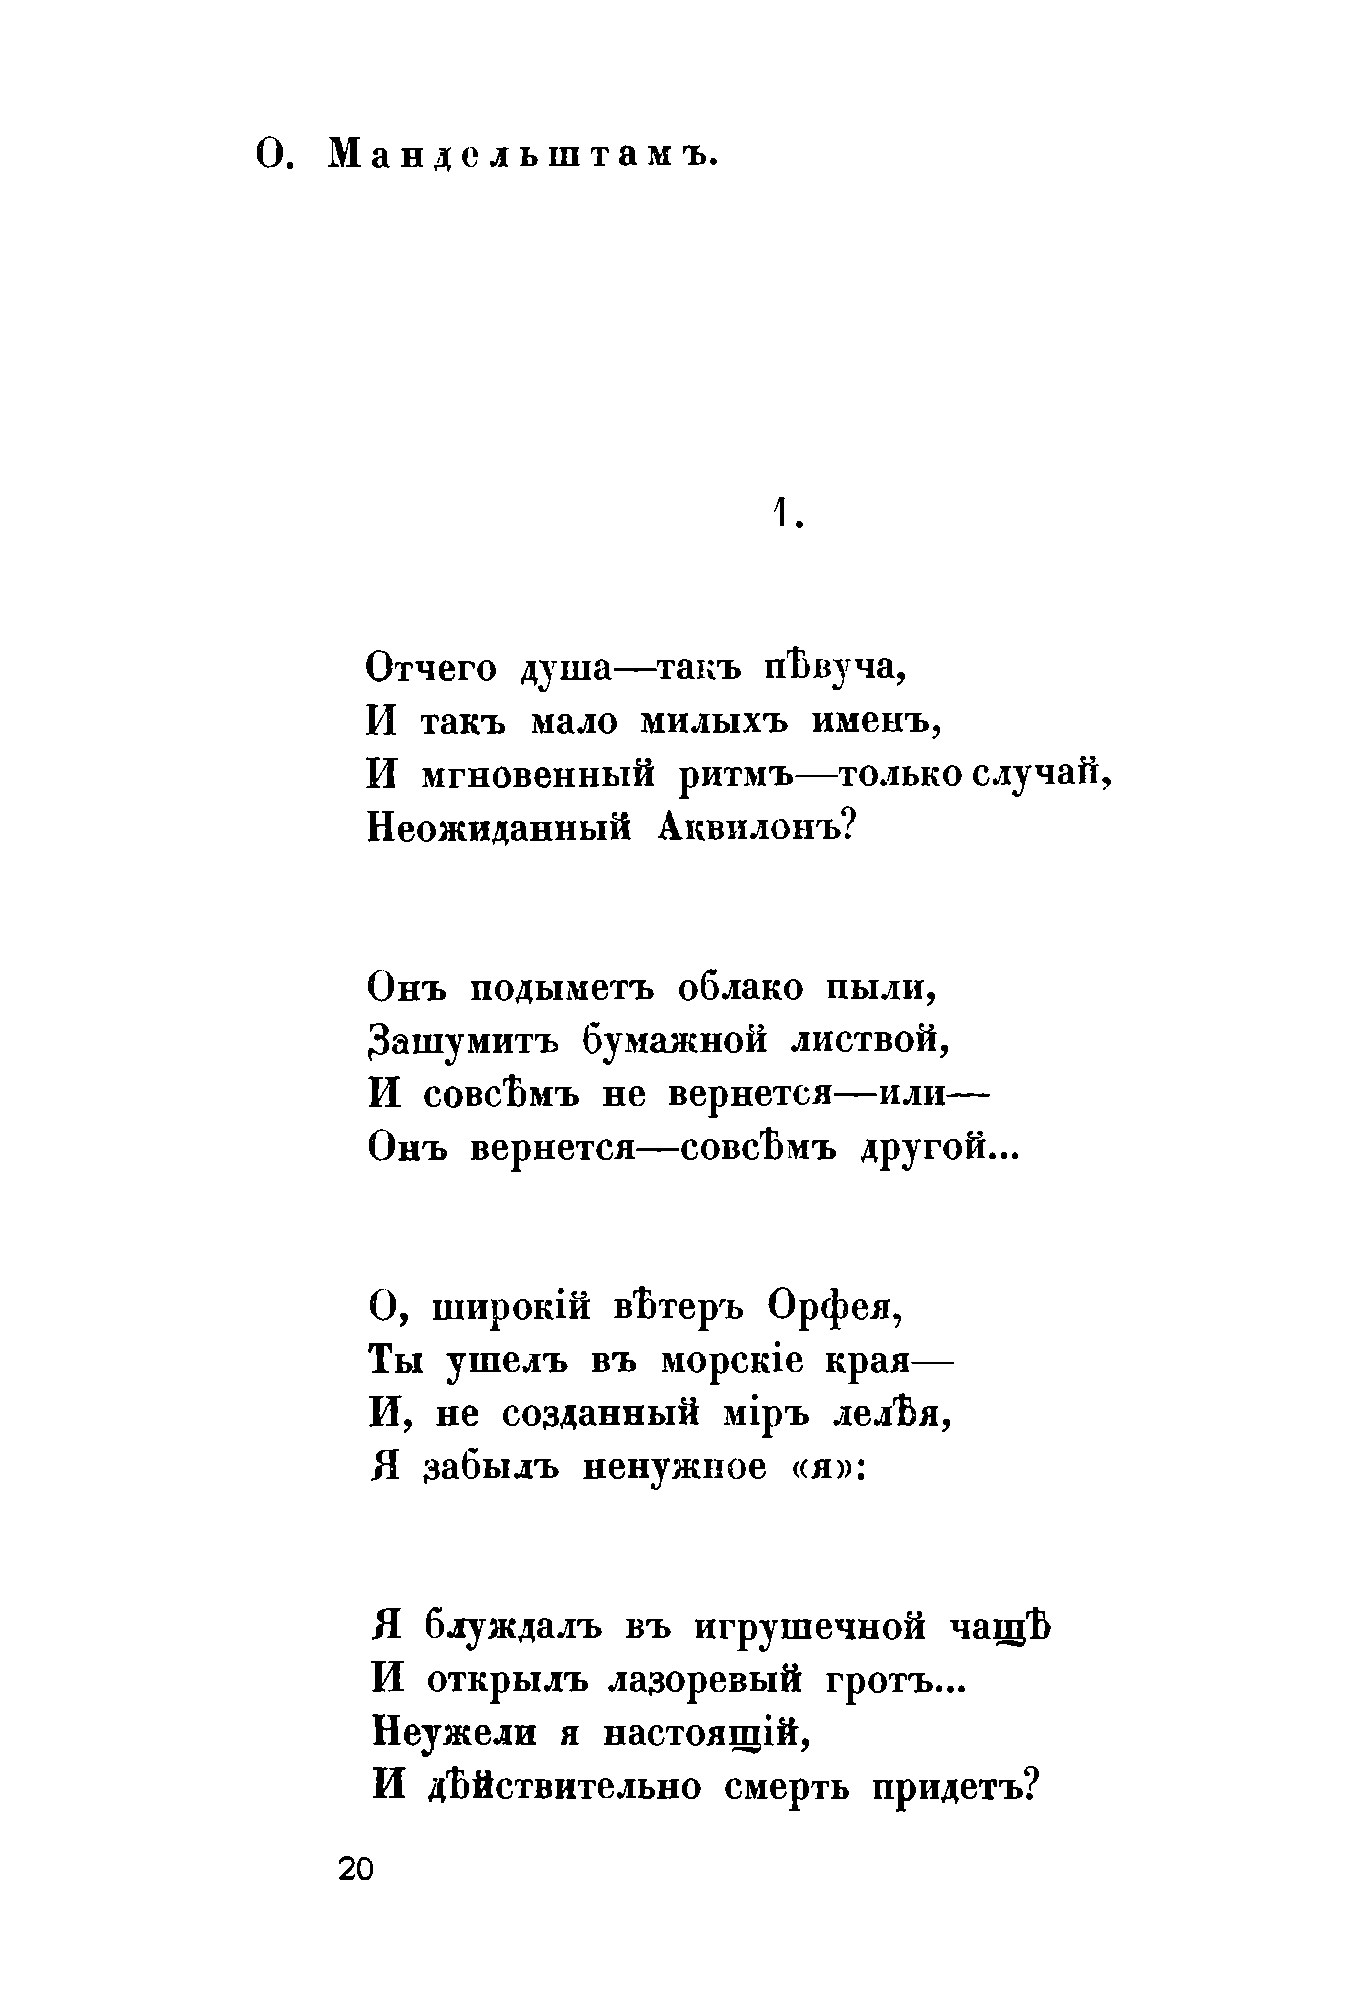 О. Мандельштамъ.
1.
Отчего душа—такъ пѣвуча,
И такъ мало милыхъ именъ,
И мгновенный ритмъ—только случай,
Неожиданный Аквилонъ?
Онъ подыметъ облако пыли,
Зашумитъ бумажной листвой,
И совсѣмъ не вернется—или—
Онъ вернется—совсѣмъ другой...
О, широкій вѣтеръ Орфея,
Ты ушелъ въ морскіе края—
И, не созданный міръ лелѣя,
Я забылъ ненужное «я»:
Я блуждалъ въ игрушечной чащѣ
И открылъ лазоревый гротъ...
Неужели я настоящій,
И дѣйствительно смерть придетъ?
20